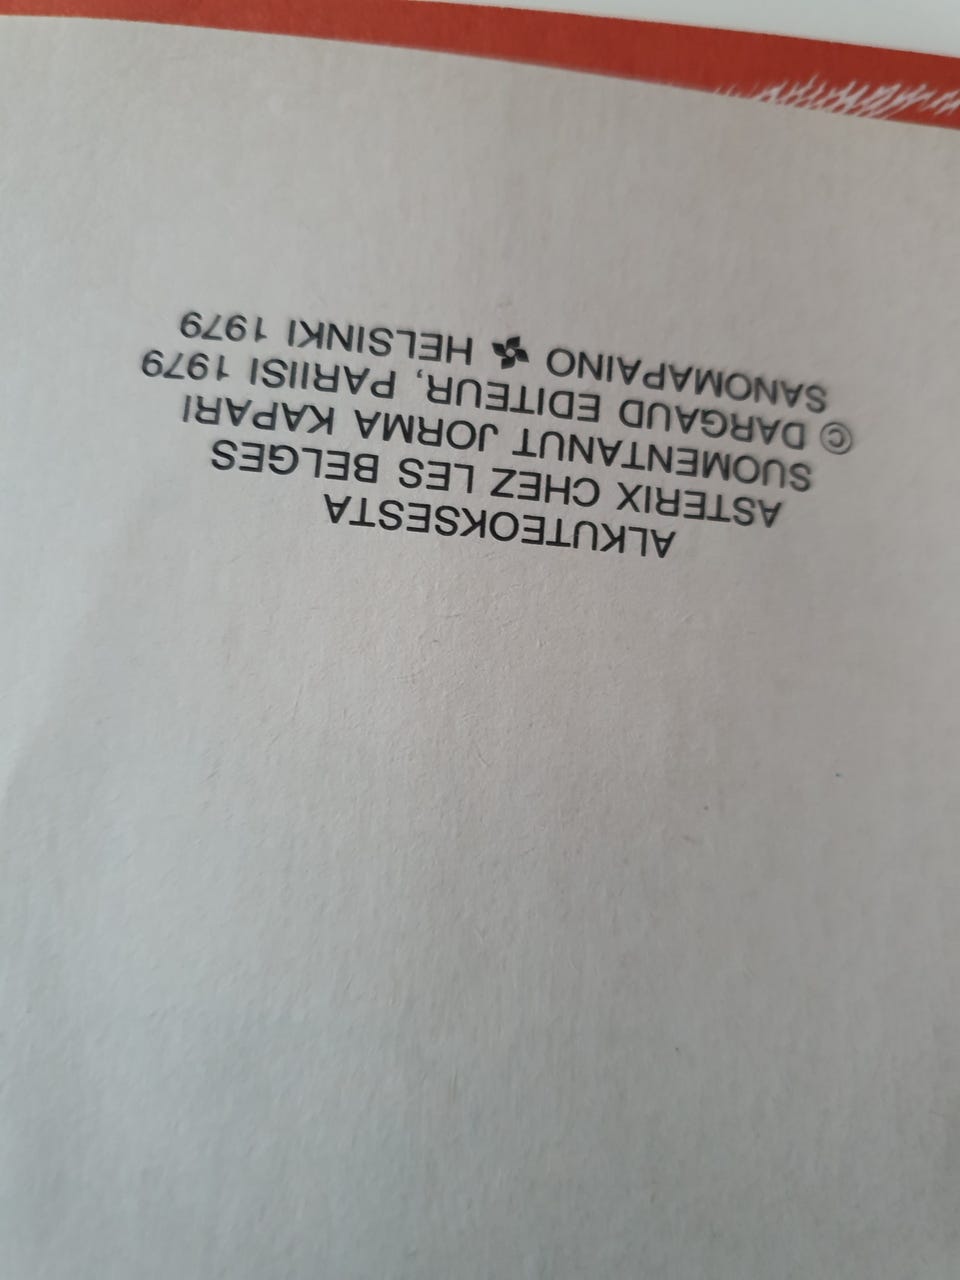 ALKUTEOKSESTA
ASTERIX CHEZ LES BELGES
SUOMENTANUT JORMA KAPARI
© DARGAUD EDITEUR, PARIISI 1979
SANOMAPAINO HELSINKI 1979